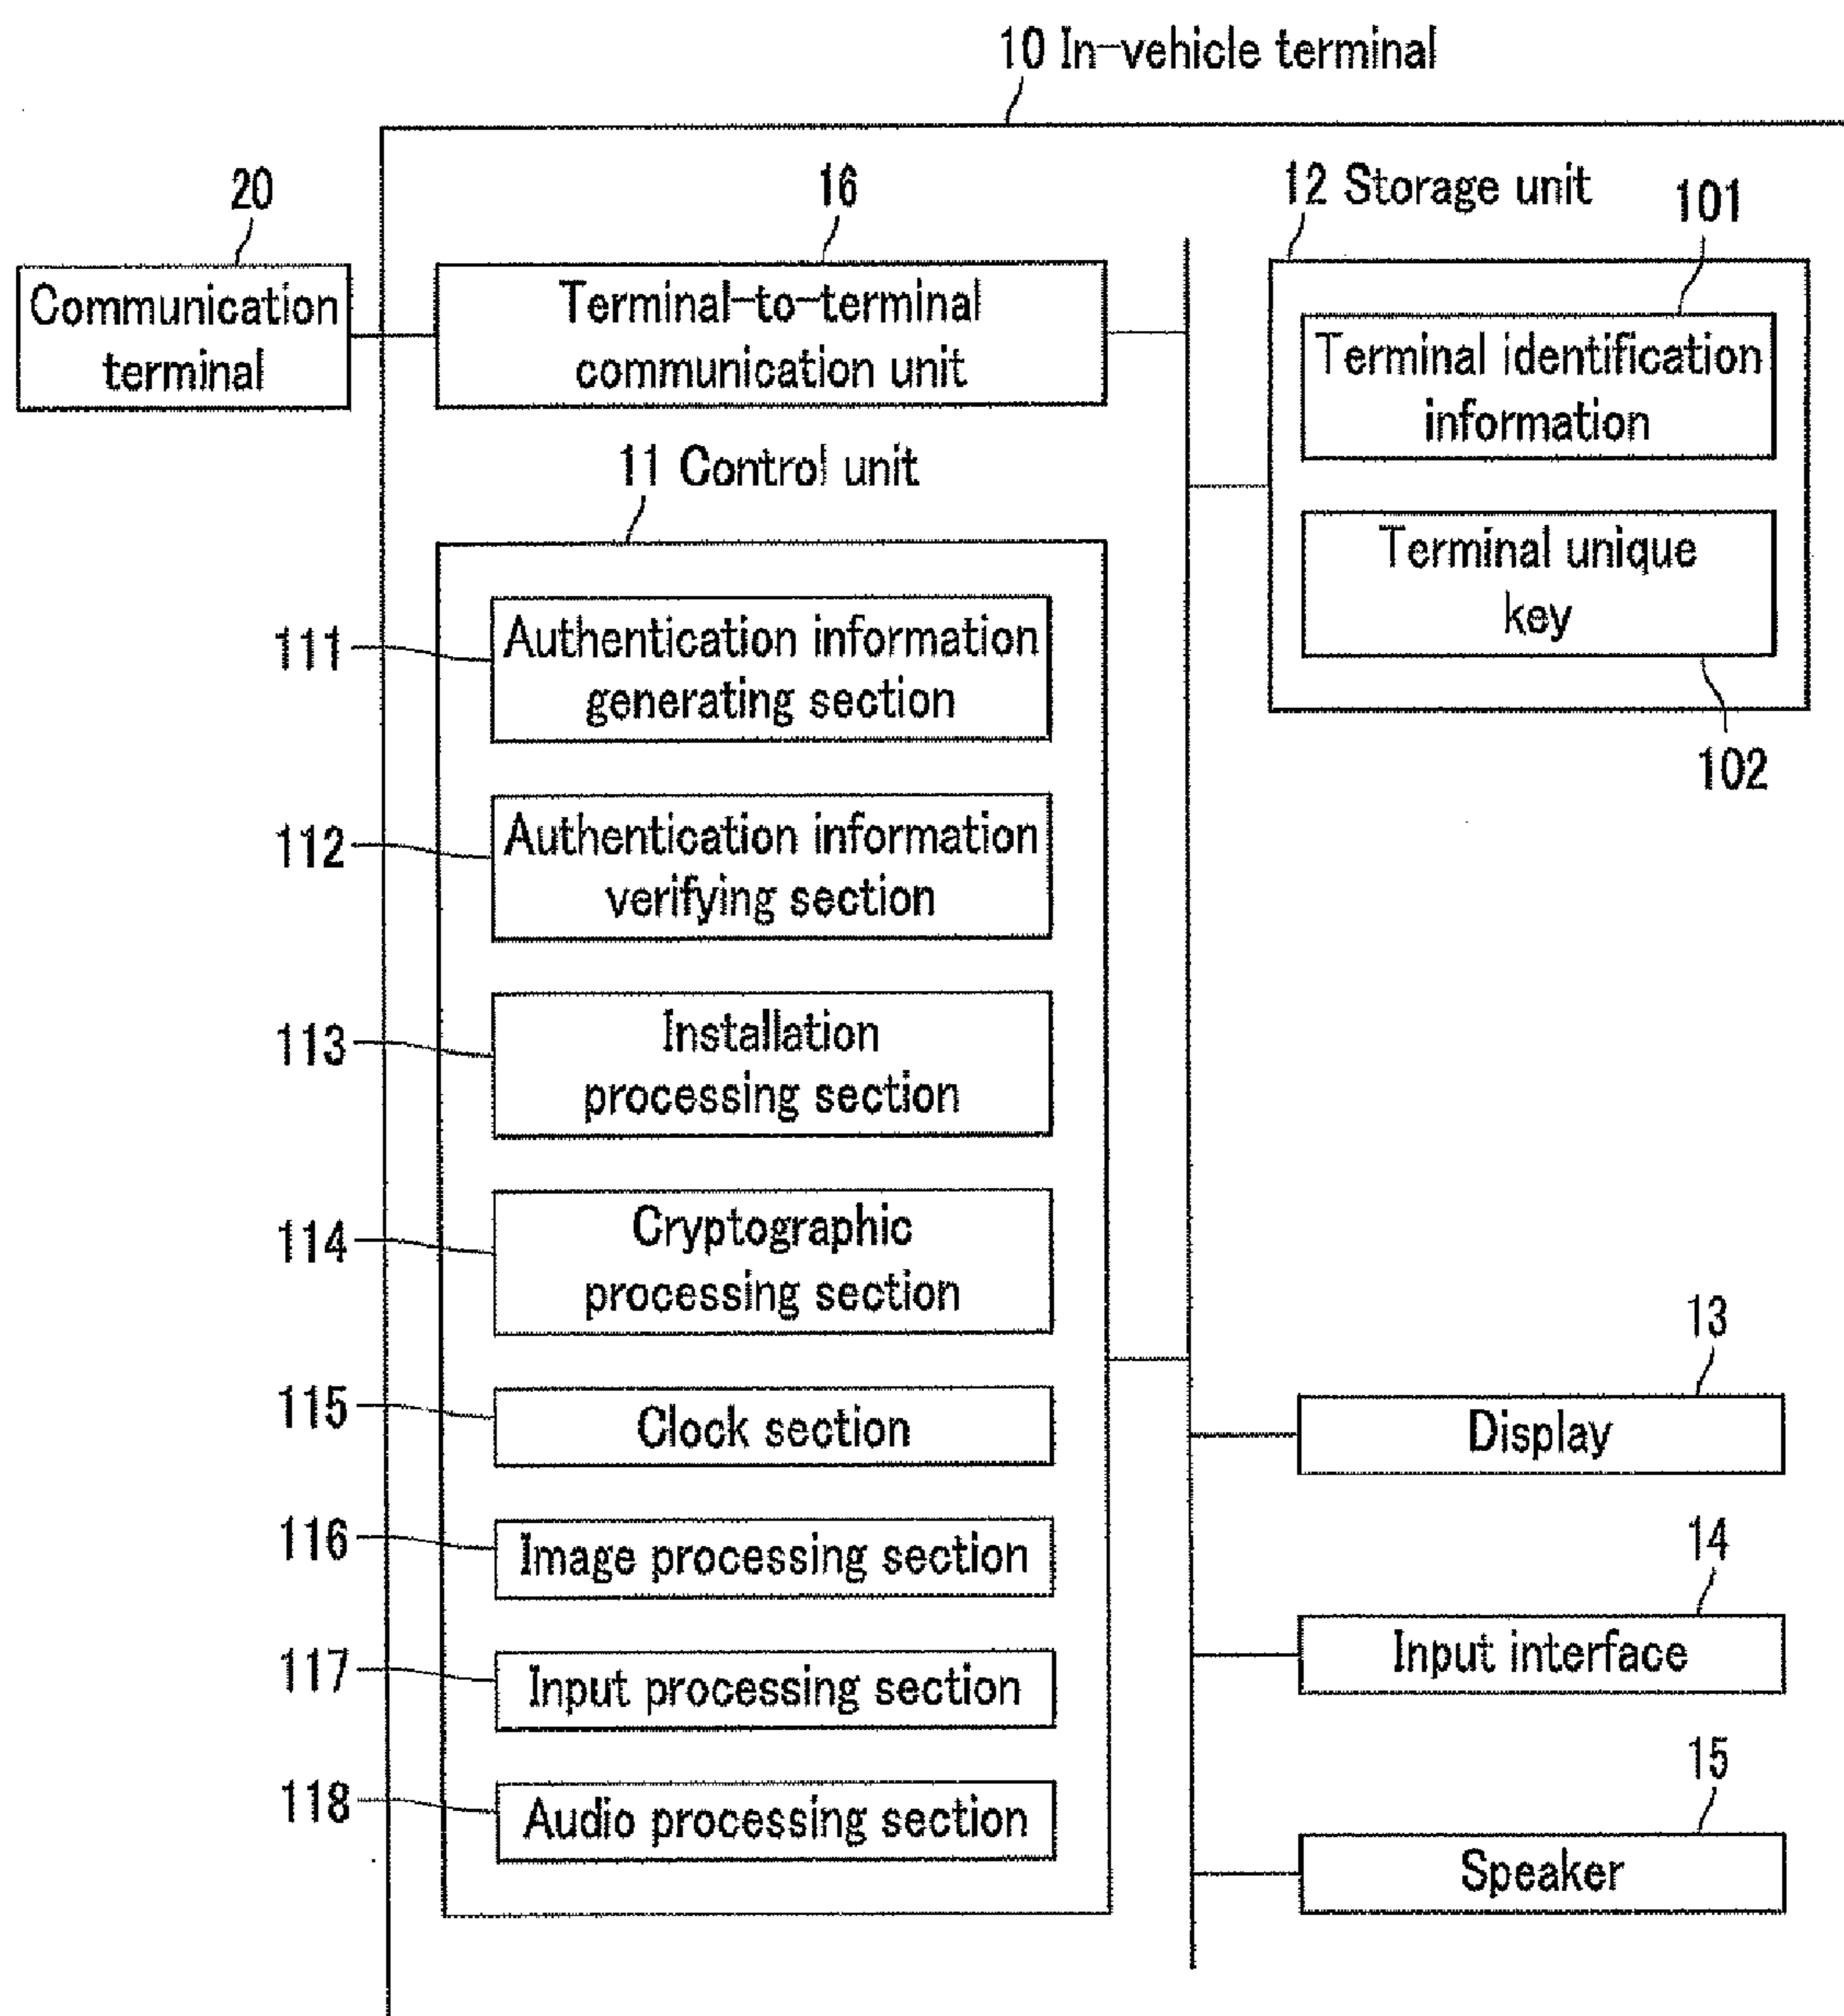 10 In-vehicle terminal
20
16
12 Storage unit
101
Communication
terminal
Terminal-to-terminal
communication unit
Terminal identification
information
11 Control unit
Terminal unique
key
102
111
Authentication information
generating section
112
Authentication information
verifying section
113
Installation
processing section
114
Cryptographic
processing section
115
Clock section
116
Image processing section
117
Input processing section
118
Audio processing section
13
Display
14
Input interface
15
Speaker